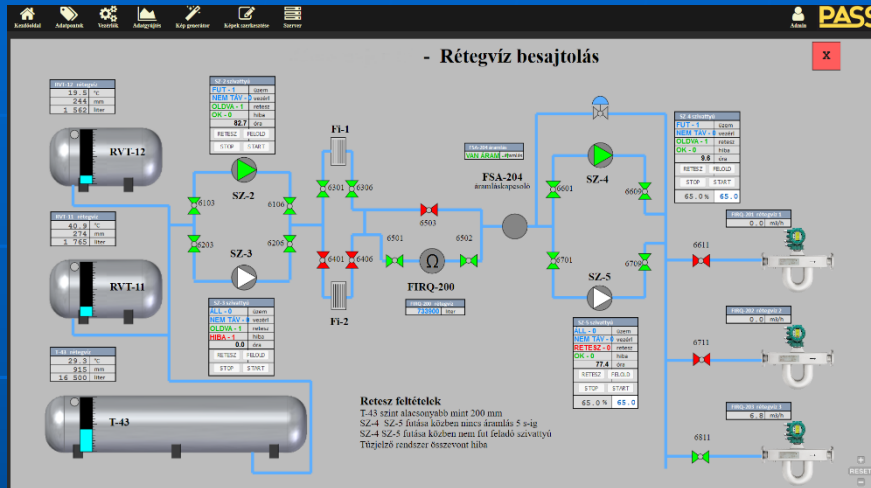 Kezdőoldal Adatpontok Vezérlők Adatgyűjtés Kép generátor Képek szerkesztése Szerver Admin PASS
- Rétegvíz besajtolás
X
RVT-12 rétegvíz
19.5 °C
244 mm
1 562 liter
RVT-12
RVT-11 rétegvíz
40.9 °C
274 mm
1 765 liter
RVT-11
T-43 rétegvíz
29.3 °C
915 mm
16 500 liter
T-43
SZ-2 szivattyú
FUT - 1 üzem
NEM TÁV - 0 vezérl
OLDVA - 1 retesz
OK - 0 hiba
82.7 óra
RETESZ FELOLD
STOP START
SZ-2
6103
6106
6203
6206
SZ-3
SZ-3 szivattyú
ÁLL - 0 üzem
NEM TÁV - 0 vezérl
OLDVA - 1 retesz
HIBA - 1 hiba
0.0 óra
RETESZ FELOLD
STOP START
Fi-1
6301
6306
6401
6406
Fi-2
6503
6501
6502
FIRQ-200
FIRQ-200 rétegvíz
732900 liter
FSA-204 áramlás
VAN ÁRAM
FSA-204
áramláskapcsoló
SZ-4
6601
6609
6701
6709
SZ-5
SZ-4 szivattyú
FUT - 1 üzem
NEM TÁV - 0 vezérl
OLDVA - 1 retesz
OK - 0 hiba
9.6 óra
RETESZ FELOLD
STOP START
65.0 % 65.0
SZ-5 szivattyú
ÁLL - 0 üzem
NEM TÁV - 0 vezérl
RETESZ - 0 retesz
OK - 0 hiba
77.4 óra
RETESZ FELOLD
STOP START
65.0 % 65.0
FIRQ-201 rétegvíz 1
0.0 m3/h
6611
FIRQ-202 rétegvíz 2
0.0 m3/h
6711
FIRQ-203 rétegvíz 3
6.8 m3/h
6811
Retesz feltételek
T-43 szint alacsonyabb mint 200 mm
SZ-4 SZ-5 futása közben nincs áramlás 5 s-ig
SZ-4 SZ-5 futása közben nem fut feladó szivattyú
Tűzjelző rendszer összevont hiba
RESET